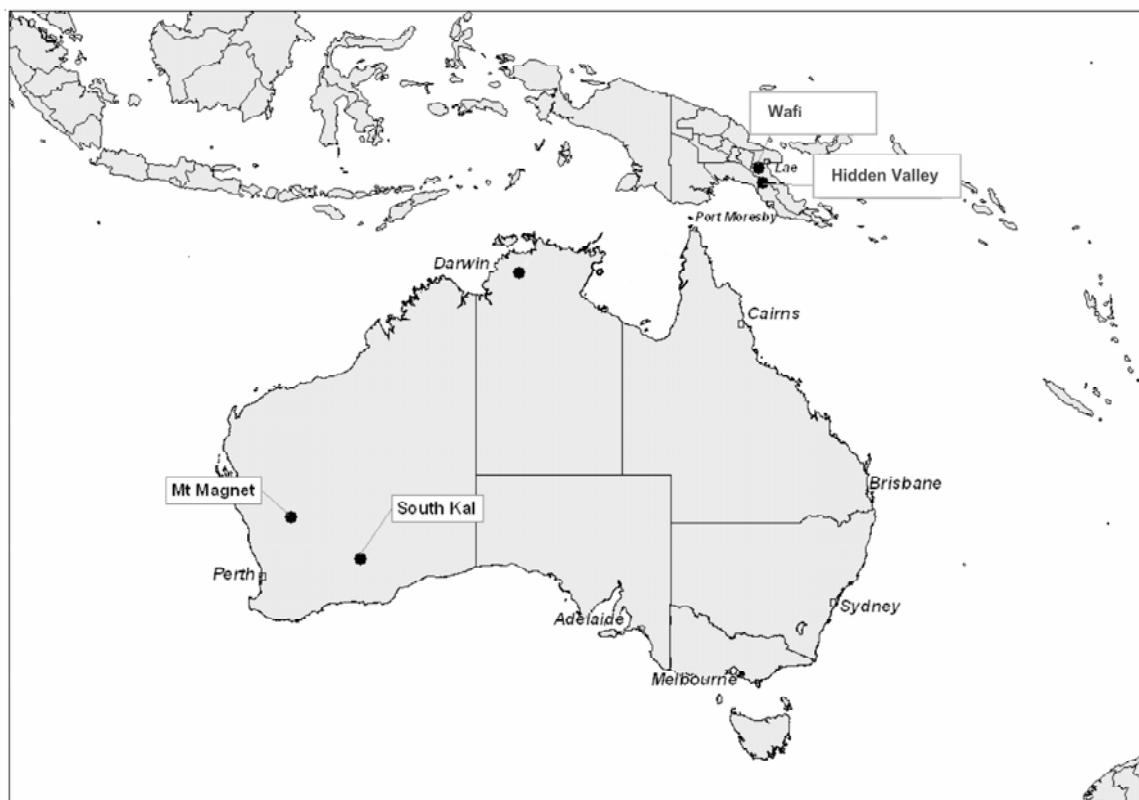 Wafi
Lae
Hidden Valley
Port Moresby
Darwin
Cairns
Mt Magnet
Brisbane
South Kal
Perth
Sydney
Adelaide
Melbourne